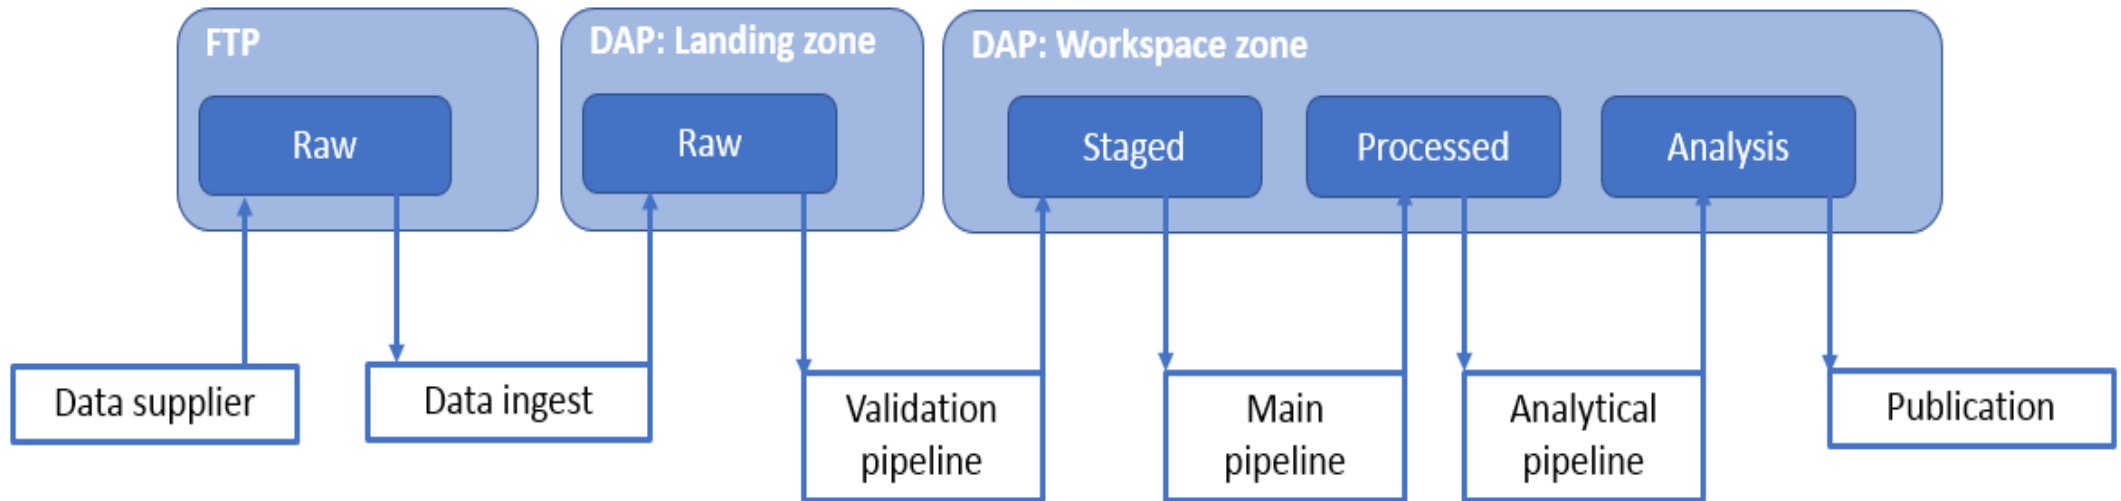 FTP
DAP: Landing zone
DAP: Workspace zone
Raw
Raw
Staged
Processed
Analysis
Data supplier
Data ingest
Validation
pipeline
Main
pipeline
Analytical
pipeline
Publication